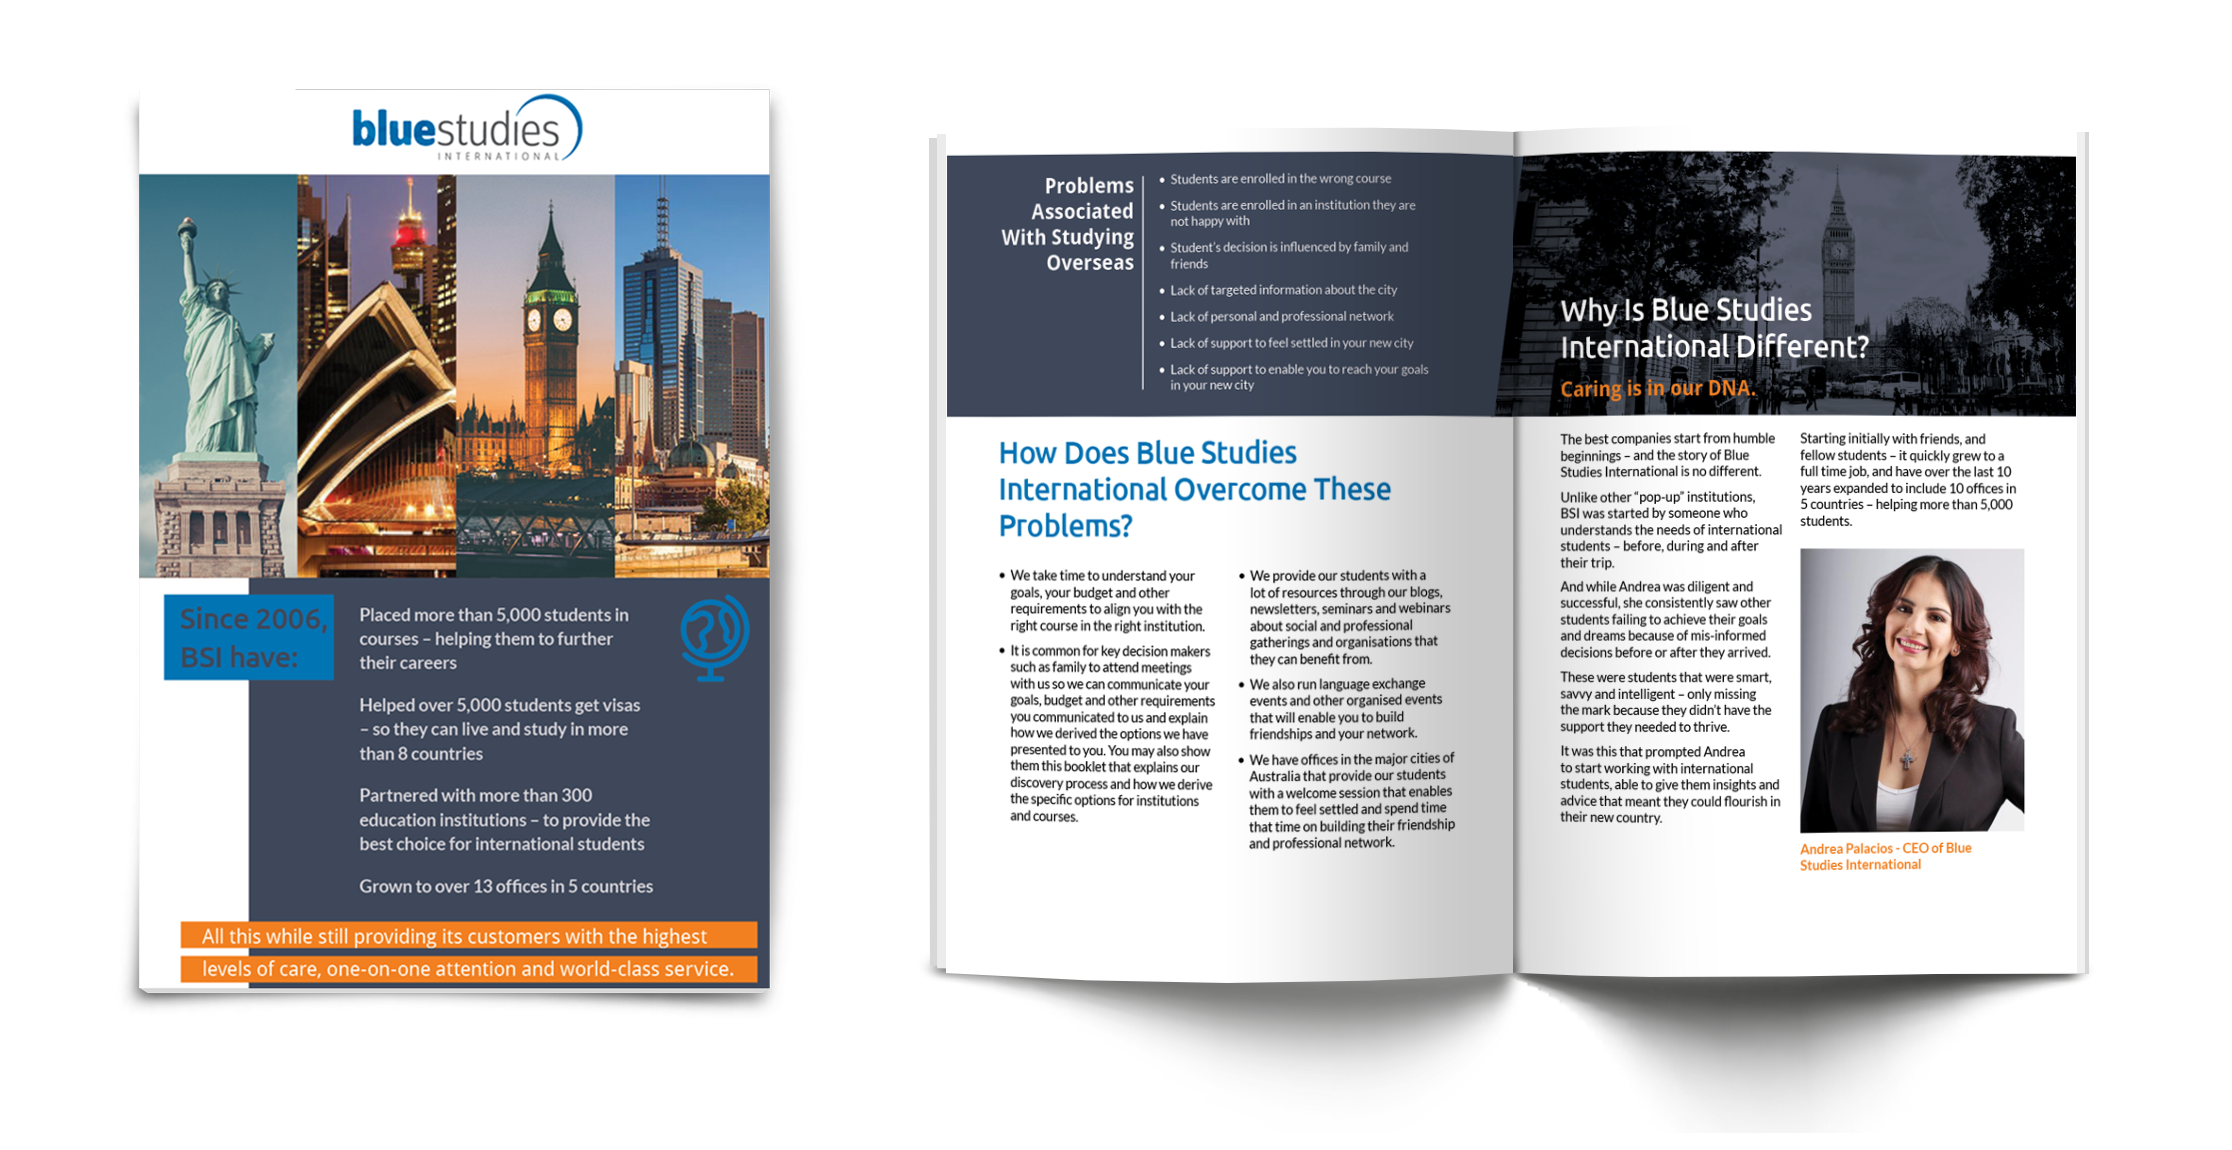 bluestudies
INTERNATIONAL
Since 2006,
BSI have:
Placed more than 5,000 students in
courses – helping them to further
their careers
Helped over 5,000 students get visas
– so they can live and study in more
than 8 countries
Partnered with more than 300
education institutions – to provide the
best choice for international students
Grown to over 13 offices in 5 countries
All this while still providing its customers with the highest
levels of care, one-on-one attention and world-class service.
Problems
Associated
With Studying
Overseas
• Students are enrolled in the wrong course
• Students are enrolled in an institution they are
not happy with
• Student's decision is influenced by family and
friends
• Lack of targeted information about the city
• Lack of personal and professional network
• Lack of support to feel settled in your new city
• Lack of support to enable you to reach your goals
in your new city
How Does Blue Studies
International Overcome These
Problems?
• We take time to understand your
goals, your budget and other
requirements to align you with the
right course in the right institution.
• It is common for key decision makers
such as family to attend meetings
with us so we can communicate your
goals, budget and other requirements
you communicated to us and explain
how we derived the options we have
presented to you. You may also show
them this booklet that explains our
discovery process and how we derive
the specific options for institutions
and courses.
• We provide our students with a
lot of resources through our blogs,
newsletters, seminars and webinars
about social and professional
gatherings and organisations that
they can benefit from.
• We also run language exchange
events and other organised events
that will enable you to build
friendships and your network.
• We have offices in the major cities of
Australia that provide our students
with a welcome session that enables
them to feel settled and spend time
that time on building their friendship
and professional network.
Why Is Blue Studies
International Different?
Caring is in our DNA.
The best companies start from humble
beginnings – and the story of Blue
Studies International is no different.
Unlike other "pop-up" institutions,
BSI was started by someone who
understands the needs of international
students – before, during and after
their trip.
And while Andrea was diligent and
successful, she consistently saw other
students failing to achieve their goals
and dreams because of mis-informed
decisions before or after they arrived.
These were students that were smart,
savvy and intelligent – only missing
the mark because they didn't have the
support they needed to thrive.
It was this that prompted Andrea
to start working with international
students, able to give them insights and
advice that meant they could flourish in
their new country.
Starting initially with friends, and
fellow students – it quickly grew to a
full time job, and have over the last 10
years expanded to include 10 offices in
5 countries – helping more than 5,000
students.
Andrea Palacios - CEO of Blue
Studies International